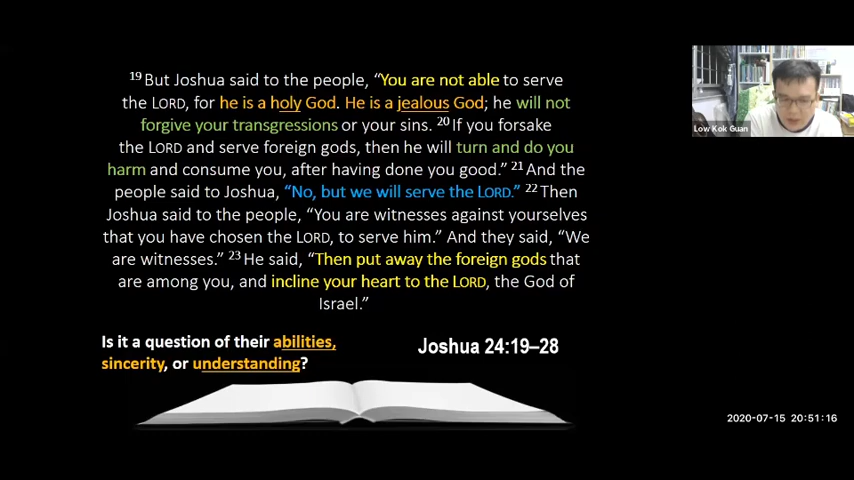 19 But Joshua said to the people, “You are not able to serve
the LORD, for he is a holy God. He is a jealous God; he will not
forgive your transgressions or your sins. 20 If you forsake
the LORD and serve foreign gods, then he will turn and do you
harm and consume you, after having done you good.” 21 And the
people said to Joshua, “No, but we will serve the LORD.” 22 Then
Joshua said to the people, “You are witnesses against yourselves
that you have chosen the LORD, to serve him.” And they said, “We
are witnesses.” 23 He said, “Then put away the foreign gods that
are among you, and incline your heart to the LORD, the God of
Israel.”
Is it a question of their abilities,
sincerity, or understanding?
Joshua 24:19–28
Low Kok Guan
2020-07-15 20:51:16